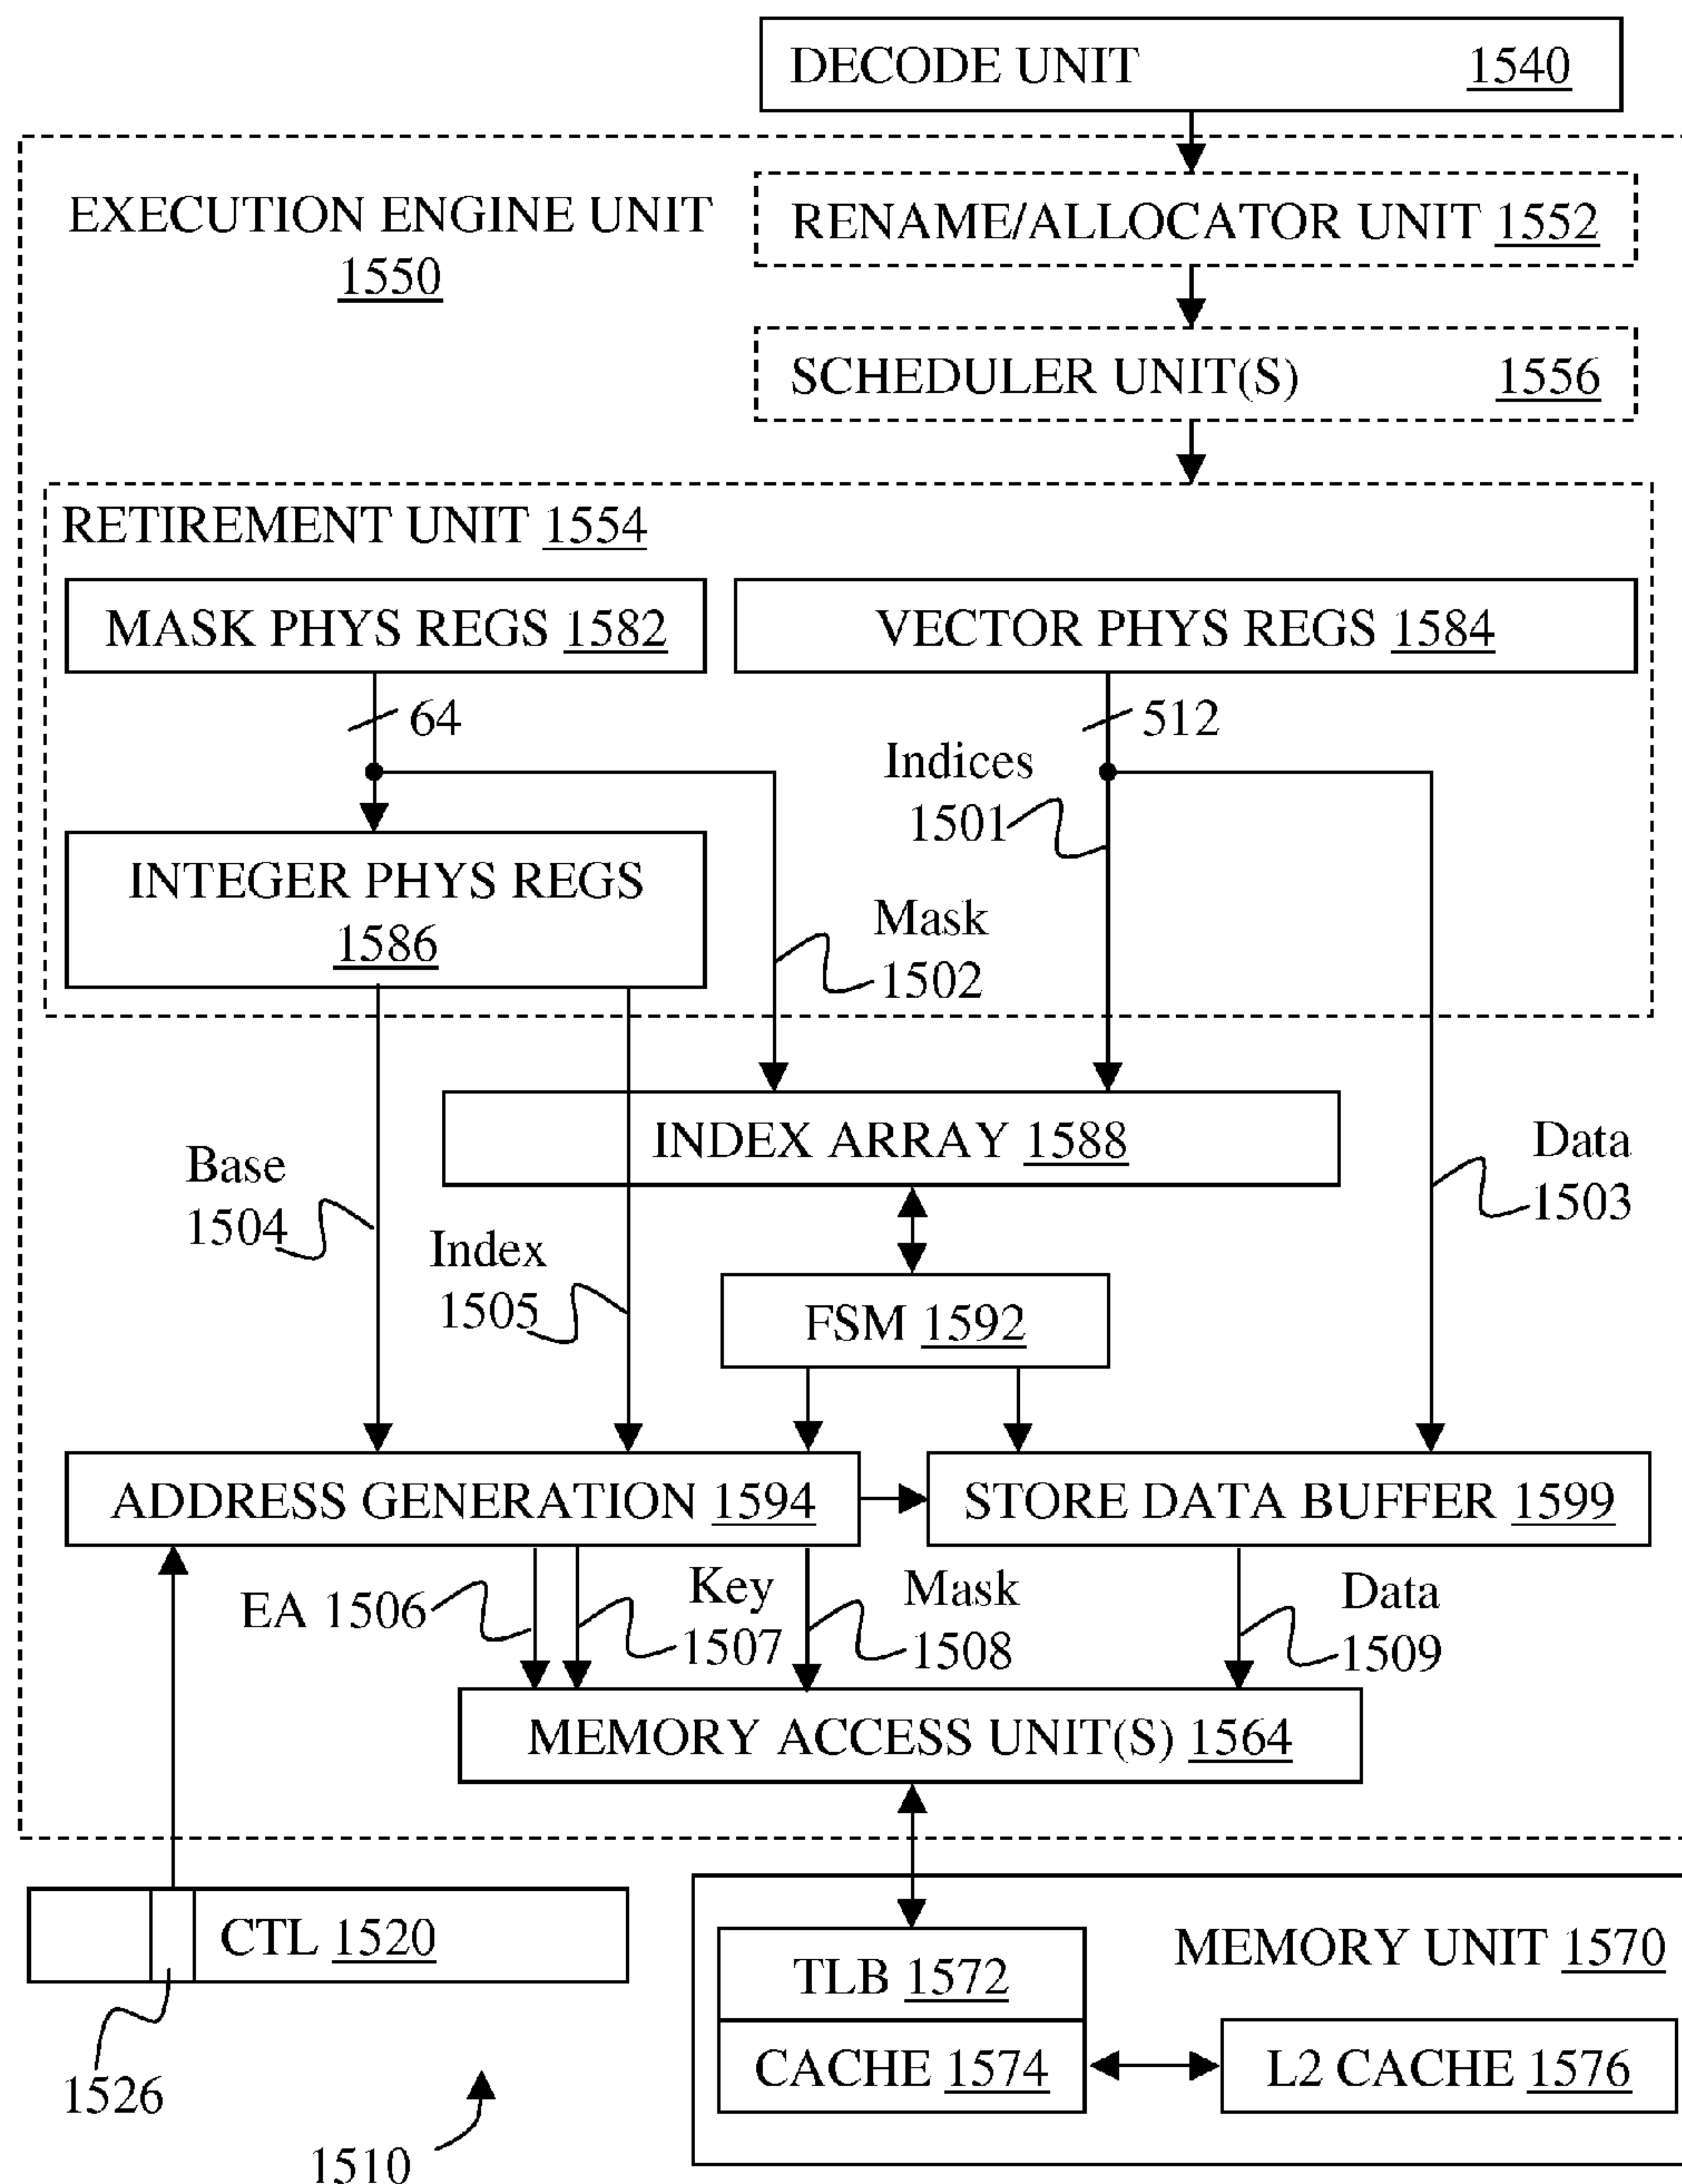 DECODE UNIT 1540
EXECUTION ENGINE UNIT
1550
RENAME/ALLOCATOR UNIT 1552
SCHEDULER UNIT(S) 1556
RETIREMENT UNIT 1554
MASK PHYS REGS 1582
VECTOR PHYS REGS 1584
64
512
Indices
1501
INTEGER PHYS REGS
1586
Mask
1502
INDEX ARRAY 1588
Base
1504
Data
1503
Index
1505
FSM 1592
ADDRESS GENERATION 1594
STORE DATA BUFFER 1599
EA 1506
Key
1507
Mask
1508
Data
1509
MEMORY ACCESS UNIT(S) 1564
CTL 1520
1526
MEMORY UNIT 1570
TLB 1572
CACHE 1574
L2 CACHE 1576
1510